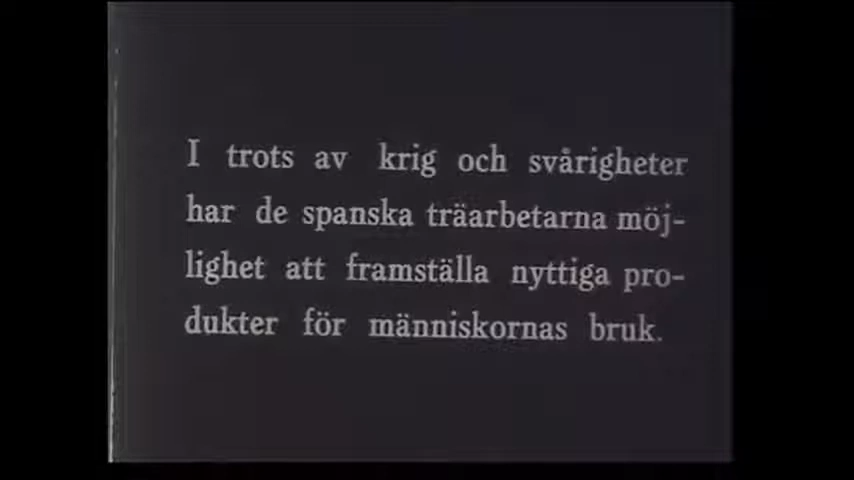 I trots av krig och svårigheter
har de spanska träarbetarna möj-
lighet att framställa nyttiga pro-
dukter för människornas bruk.